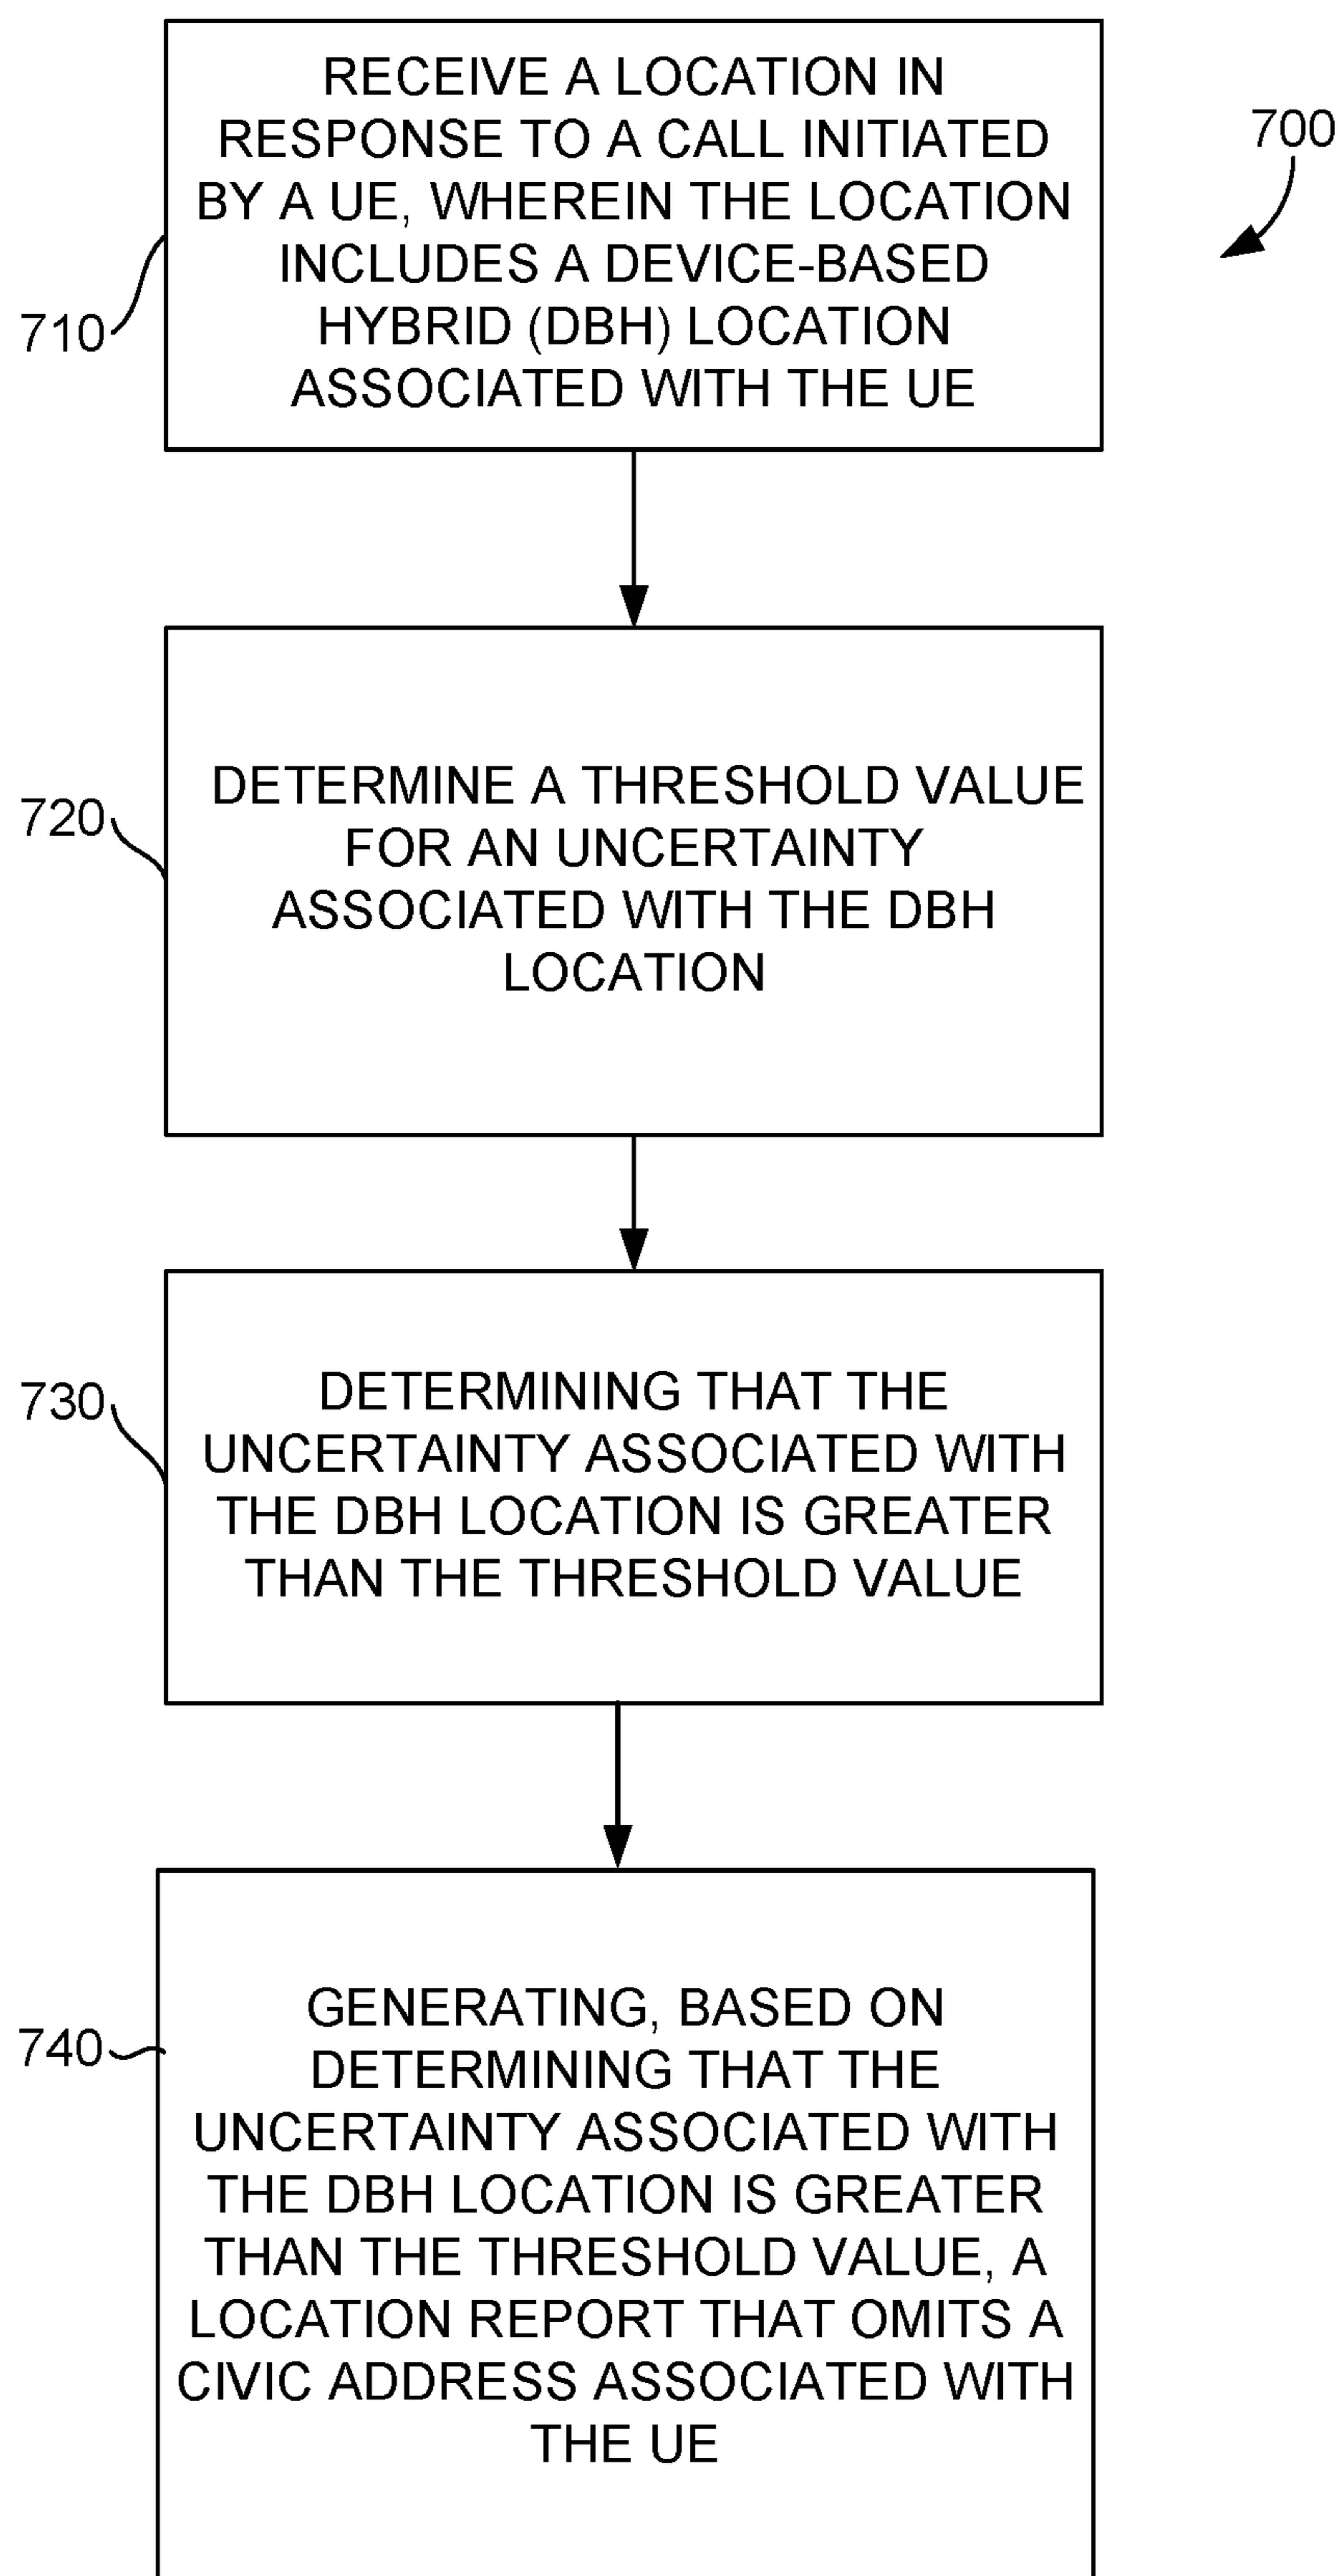 RECEIVE A LOCATION IN
RESPONSE TO A CALL INITIATED
BY A UE, WHEREIN THE LOCATION
INCLUDES A DEVICE-BASED
HYBRID (DBH) LOCATION
ASSOCIATED WITH THE UE
700
710
DETERMINE A THRESHOLD VALUE
FOR AN UNCERTAINTY
ASSOCIATED WITH THE DBH
LOCATION
720
DETERMINING THAT THE
UNCERTAINTY ASSOCIATED WITH
THE DBH LOCATION IS GREATER
THAN THE THRESHOLD VALUE
730
GENERATING, BASED ON
DETERMINING THAT THE
UNCERTAINTY ASSOCIATED WITH
THE DBH LOCATION IS GREATER
THAN THE THRESHOLD VALUE, A
LOCATION REPORT THAT OMITS A
CIVIC ADDRESS ASSOCIATED WITH
THE UE
740